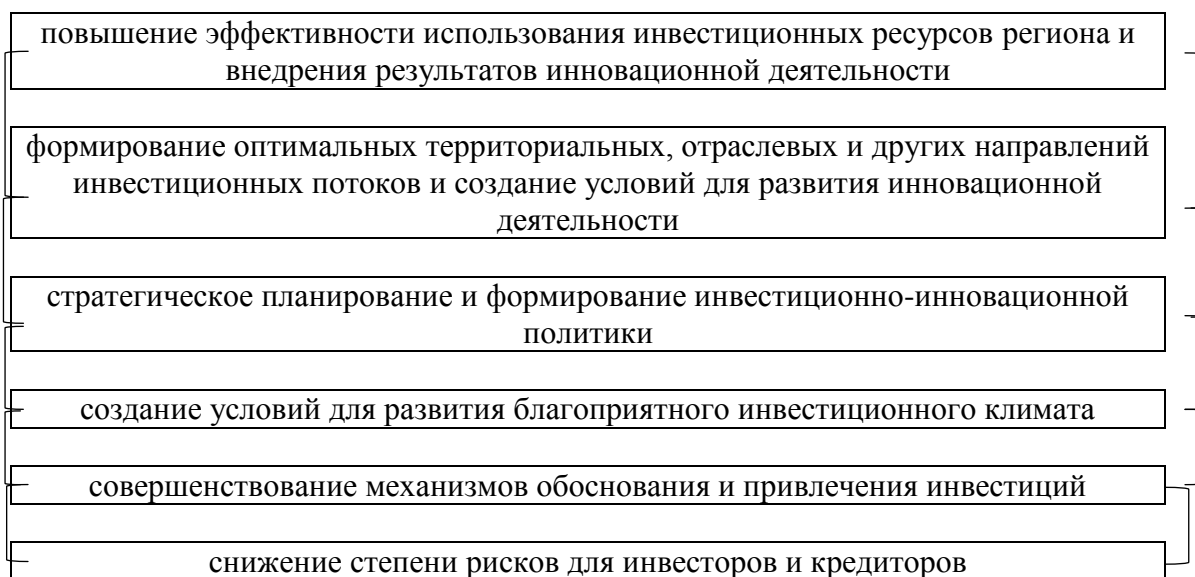 повышение эффективности использования инвестиционных ресурсов региона и
внедрения результатов инновационной деятельности
формирование оптимальных территориальных, отраслевых и других направлений
инвестиционных потоков и создание условий для развития инновационной
деятельности
стратегическое планирование и формирование инвестиционно-инновационной
политики
создание условий для развития благоприятного инвестиционного климата
совершенствование механизмов обоснования и привлечения инвестиций
снижение степени рисков для инвесторов и кредиторов